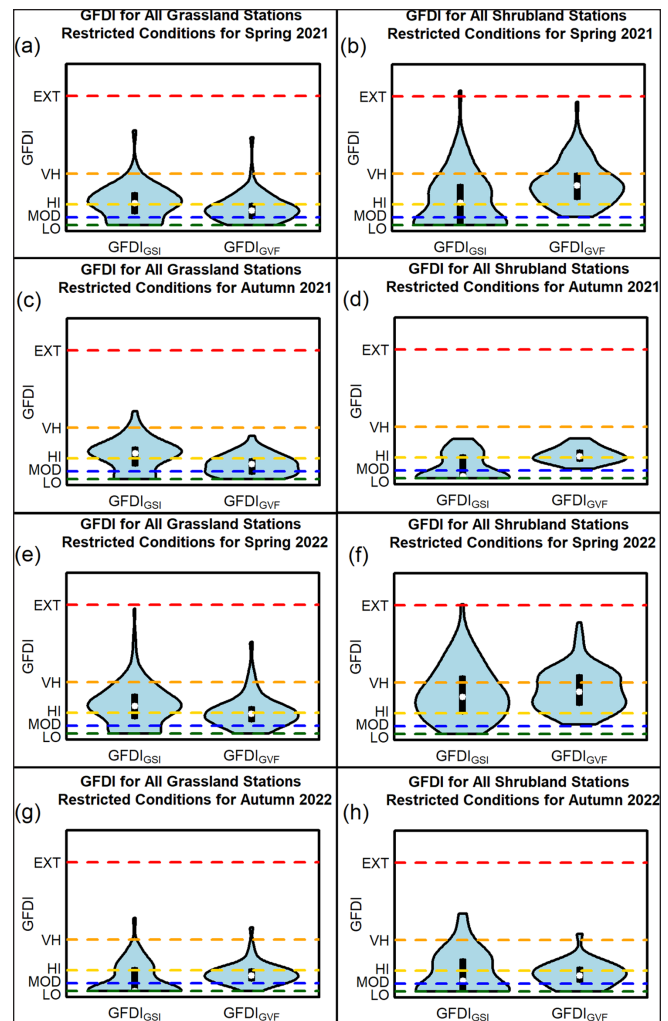 GFDI for All Grassland Stations
Restricted Conditions for Spring 2021
(a)
EXT
VH
HI
MOD
LO
GFDI
GFDIGSI
GFDIGVF
GFDI for All Shrubland Stations
Restricted Conditions for Spring 2021
(b)
EXT
VH
HI
MOD
LO
GFDI
GFDIGSI
GFDIGVF
GFDI for All Grassland Stations
Restricted Conditions for Autumn 2021
(c)
EXT
VH
HI
MOD
LO
GFDI
GFDIGSI
GFDIGVF
GFDI for All Shrubland Stations
Restricted Conditions for Autumn 2021
(d)
EXT
VH
HI
MOD
LO
GFDI
GFDIGSI
GFDIGVF
GFDI for All Grassland Stations
Restricted Conditions for Spring 2022
(e)
EXT
VH
HI
MOD
LO
GFDI
GFDIGSI
GFDIGVF
GFDI for All Shrubland Stations
Restricted Conditions for Spring 2022
(f)
EXT
VH
HI
MOD
LO
GFDI
GFDIGSI
GFDIGVF
GFDI for All Grassland Stations
Restricted Conditions for Autumn 2022
(g)
EXT
VH
HI
MOD
LO
GFDI
GFDIGSI
GFDIGVF
GFDI for All Shrubland Stations
Restricted Conditions for Autumn 2022
(h)
EXT
VH
HI
MOD
LO
GFDI
GFDIGSI
GFDIGVF